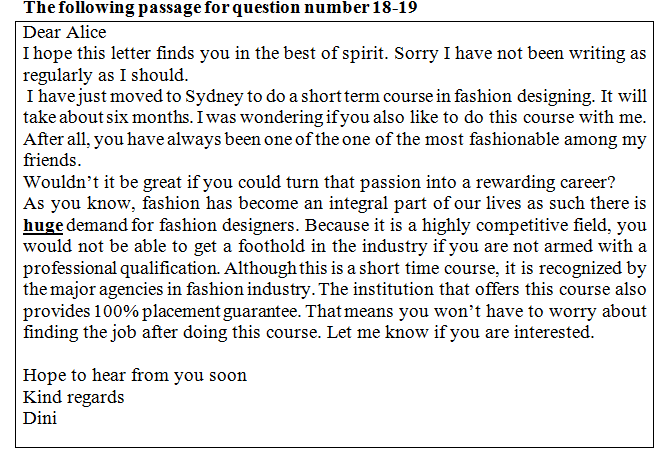 The following passage for question number 18-19
Dear Alice
I hope this letter finds you in the best of spirit. Sorry I have not been writing as
regularly as I should.
I have just moved to Sydney to do a short term course in fashion designing. It will
take about six months. I was wondering if you also like to do this course with me.
After all, you have always been one of the one of the most fashionable among my
friends.
Wouldn’t it be great if you could turn that passion into a rewarding career?
As you know, fashion has become an integral part of our lives as such there is
huge demand for fashion designers. Because it is a highly competitive field, you
would not be able to get a foothold in the industry if you are not armed with a
professional qualification. Although this is a short time course, it is recognized by
the major agencies in fashion industry. The institution that offers this course also
provides 100% placement guarantee. That means you won’t have to worry about
finding the job after doing this course. Let me know if you are interested.
Hope to hear from you soon
Kind regards
Dini